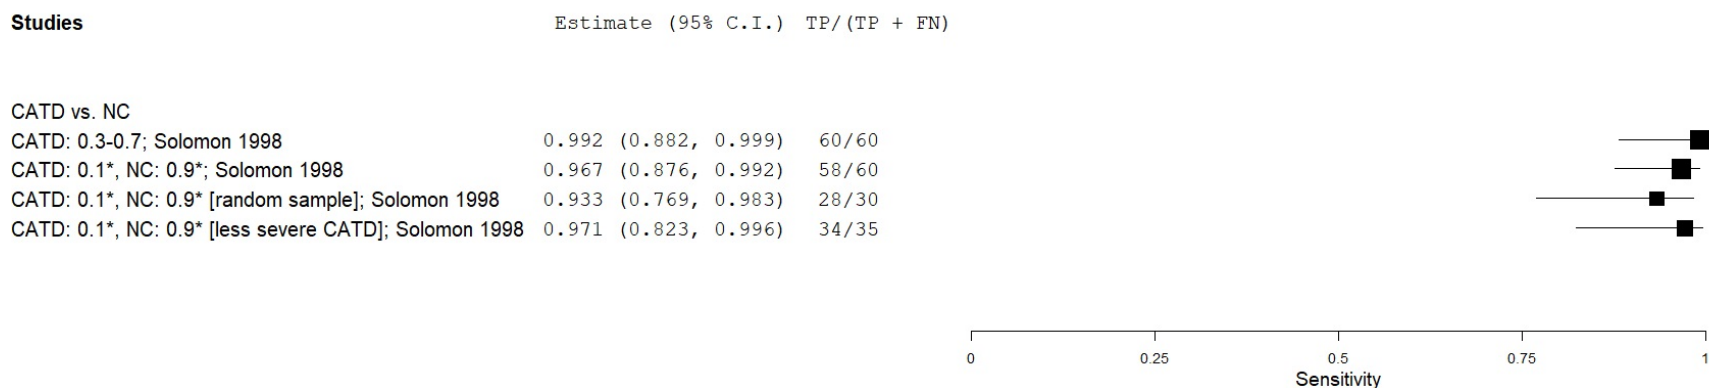 Studies Estimate (95% C.I.) TP/(TP + FN)
CATD vs. NC
CATD: 0.3-0.7; Solomon 1998 0.992 (0.882, 0.999) 60/60
CATD: 0.1*, NC: 0.9*; Solomon 1998 0.967 (0.876, 0.992) 58/60
CATD: 0.1*, NC: 0.9* [random sample]; Solomon 1998 0.933 (0.769, 0.983) 28/30
CATD: 0.1*, NC: 0.9* [less severe CATD]; Solomon 1998 0.971 (0.823, 0.996) 34/35
0 0.25 0.5 0.75 1
Sensitivity